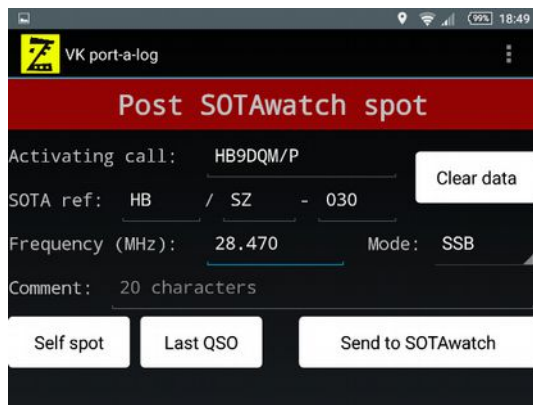 99% 18:49
VK port-a-log
Post SOTAwatch spot
Activating call: HB9DQM/P
Clear data
SOTA ref: HB / SZ - 030
Frequency (MHz): 28.470 Mode: SSB
Comment: 20 characters
Self spot Last QSO Send to SOTAwatch